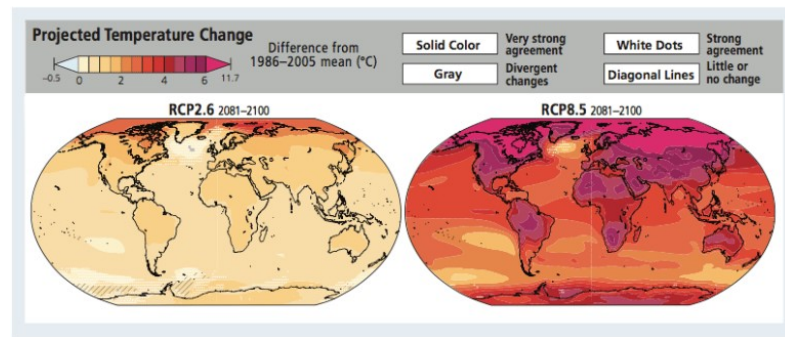 Projected Temperature Change
Difference from
1986–2005 mean (°C)
–0.5 0 2 4 6 11.7
Solid Color
Very strong
agreement
White Dots
Strong
agreement
Gray
Divergent
changes
Diagonal Lines
Little or
no change
RCP2.6 2081–2100
RCP8.5 2081–2100